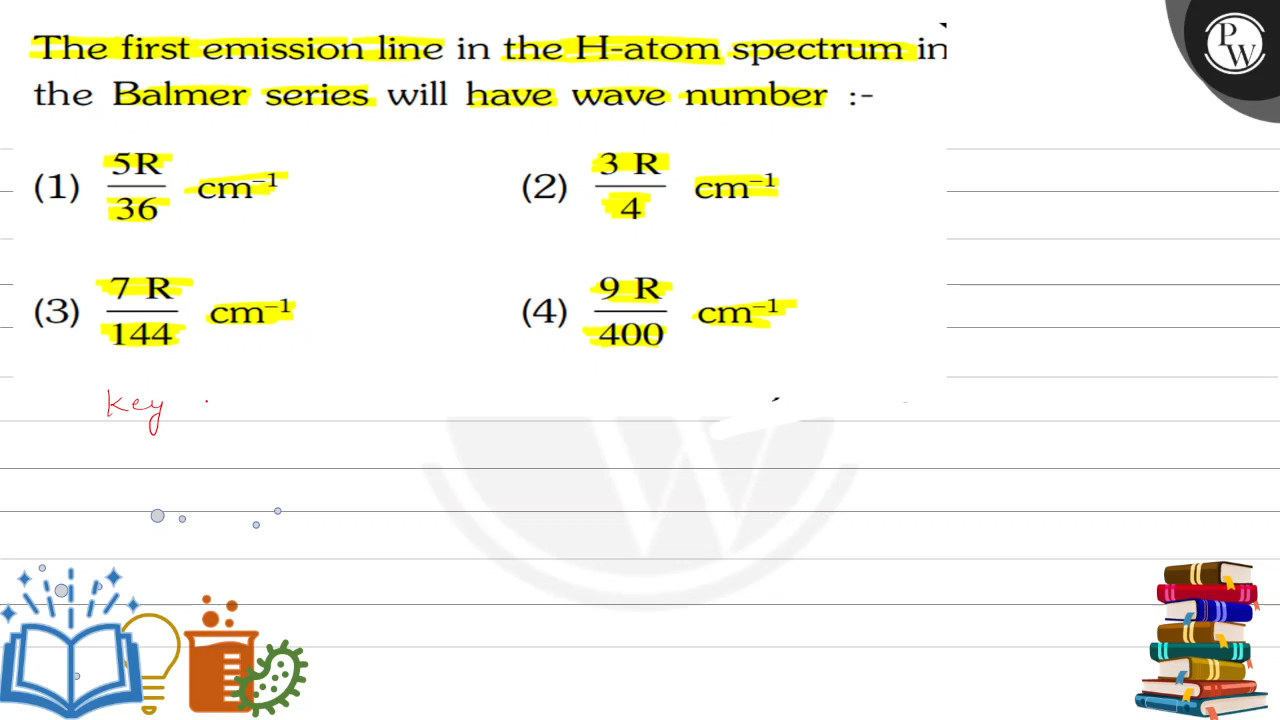 The first emission line in the H-atom spectrum in
the Balmer series will have wave number :-
(1) 5R/36 cm⁻¹ (2) 3 R/4 cm⁻¹
(3) 7 R/144 cm⁻¹ (4) 9 R/400 cm⁻¹
Key
PW